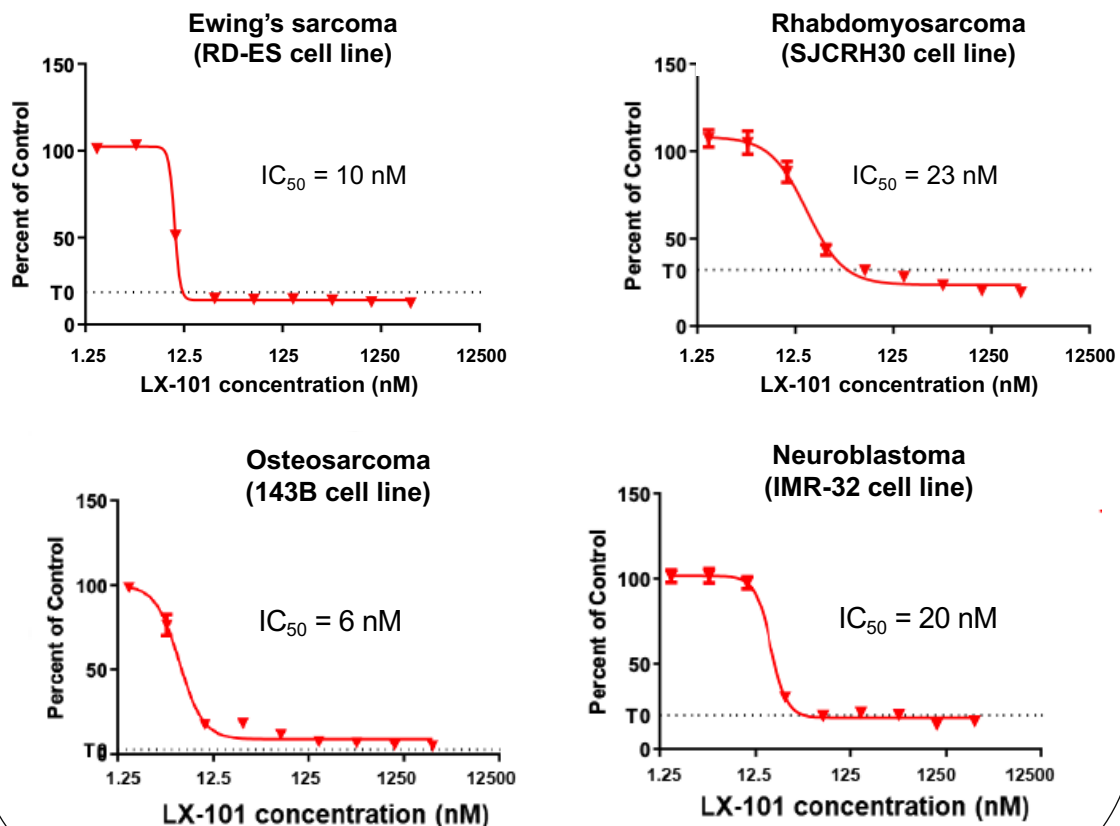 Ewing's sarcoma
(RD-ES cell line)
150
100
50
T0
0
Percent of Control
IC50 = 10 nM
1.25 12.5 125 1250 12500
LX-101 concentration (nM)
Rhabdomyosarcoma
(SJCRH30 cell line)
150
100
50
T0
0
Percent of Control
IC50 = 23 nM
1.25 12.5 125 1250 12500
LX-101 concentration (nM)
Osteosarcoma
(143B cell line)
150
100
50
T0
0
Percent of Control
IC50 = 6 nM
1.25 12.5 125 1250 12500
LX-101 concentration (nM)
Neuroblastoma
(IMR-32 cell line)
150
100
50
T0
0
Percent of Control
IC50 = 20 nM
1.25 12.5 125 1250 12500
LX-101 concentration (nM)